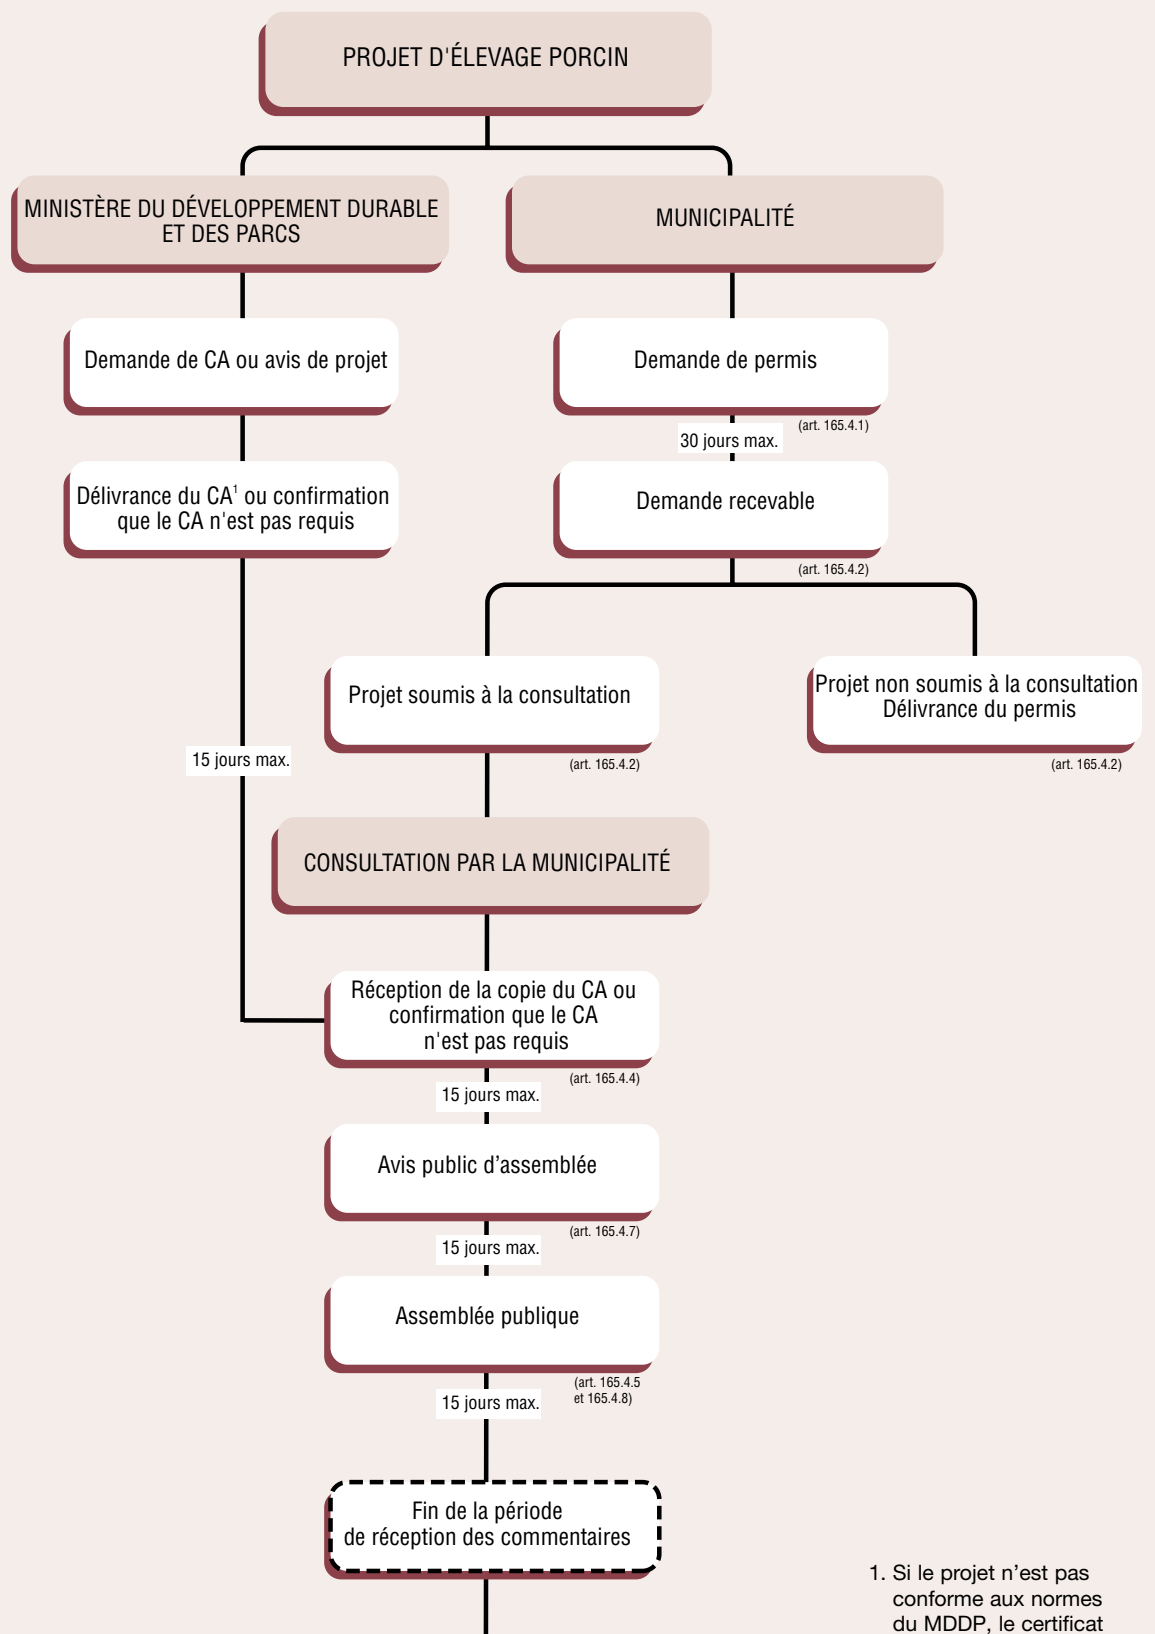 PROJET D'ÉLEVAGE PORCIN
MINISTÈRE DU DÉVELOPPEMENT DURABLE
ET DES PARCS
MUNICIPALITÉ
Demande de CA ou avis de projet
Demande de permis
(art. 165.4.1)
30 jours max.
Délivrance du CA¹ ou confirmation
que le CA n'est pas requis
Demande recevable
(art. 165.4.2)
Projet soumis à la consultation
(art. 165.4.2)
Projet non soumis à la consultation
Délivrance du permis
(art. 165.4.2)
15 jours max.
CONSULTATION PAR LA MUNICIPALITÉ
Réception de la copie du CA ou
confirmation que le CA
n'est pas requis
(art. 165.4.4)
15 jours max.
Avis public d’assemblée
(art. 165.4.7)
15 jours max.
Assemblée publique
(art. 165.4.5
et 165.4.8)
15 jours max.
Fin de la période
de réception des commentaires
1. Si le projet n’est pas
conforme aux normes
du MDDP, le certificat